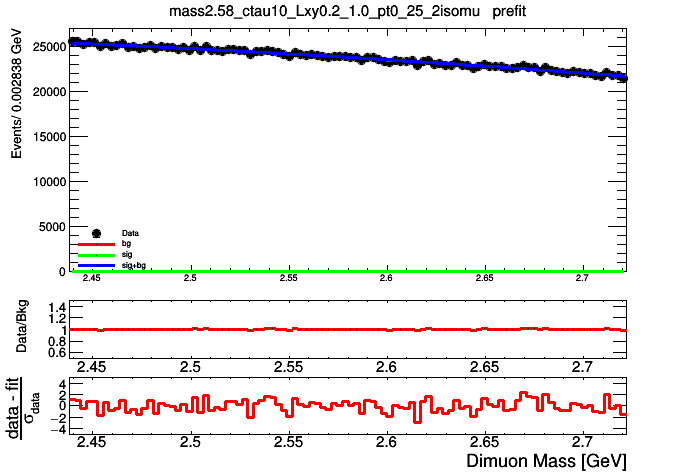 mass2.58_ctau10_Lxy0.2_1.0_pt0_25_2isomu prefit
Events/ 0.002838 GeV
25000
20000
15000
10000
5000
0
Data
bg
sig
sig+bg
2.45 2.5 2.55 2.6 2.65 2.7
Data/Bkg
1.4
1.2
1
0.8
0.6
2.45 2.5 2.55 2.6 2.65 2.7
data - fit
σdata
4
2
0
−2
−4
2.45 2.5 2.55 2.6 2.65 2.7
Dimuon Mass [GeV]